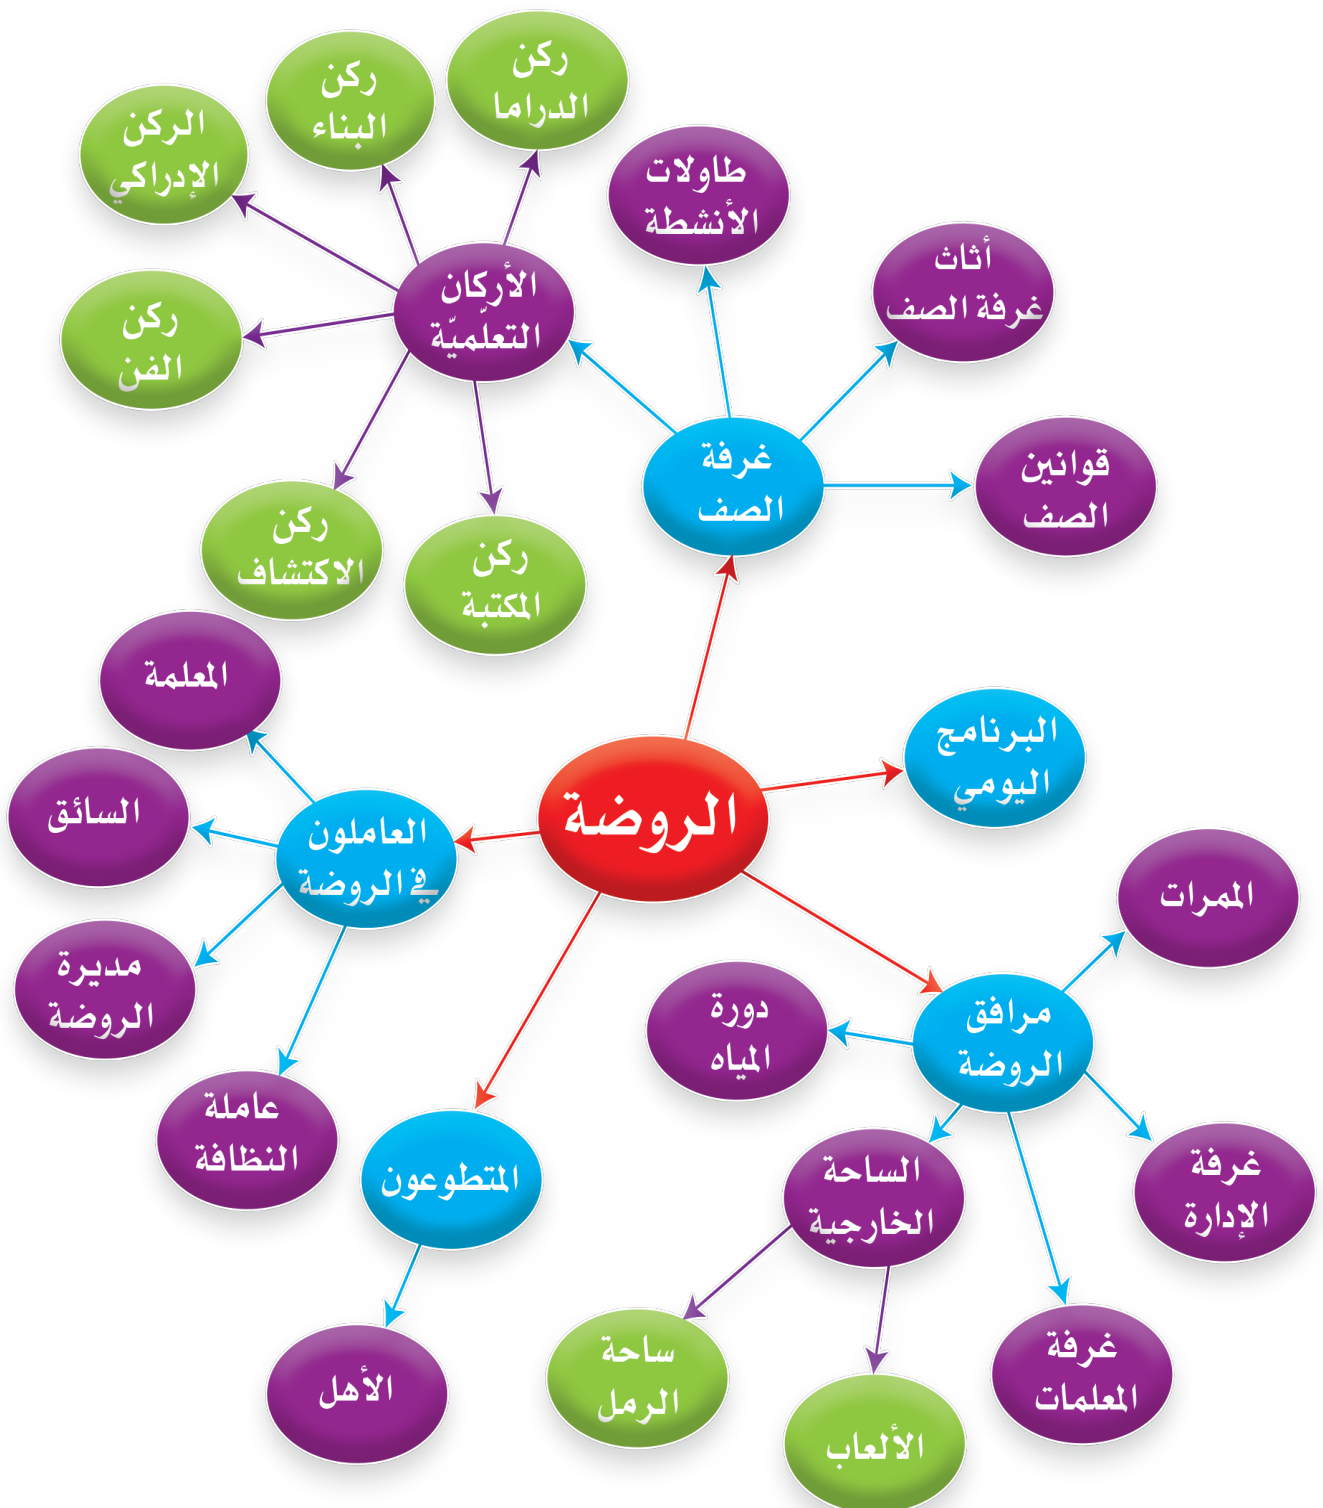 ركن
الدراما
ركن
البناء
الركن
الإدراكي
طاولات
الأنشطة
أثاث
غرفة الصف
الأركان
التعلّميّة
ركن
الفن
غرفة
الصف
قوانين
الصف
ركن
الاكتشاف
ركن
المكتبة
المعلمة
البرنامج
اليومي
الروضة
السائق
العاملون
في الروضة
الممرات
مديرة
الروضة
دورة
المياه
مرافق
الروضة
عاملة
النظافة
المتطوعون
الساحة
الخارجية
غرفة
الإدارة
الأهل
ساحة
الرمل
غرفة
المعلمات
الألعاب